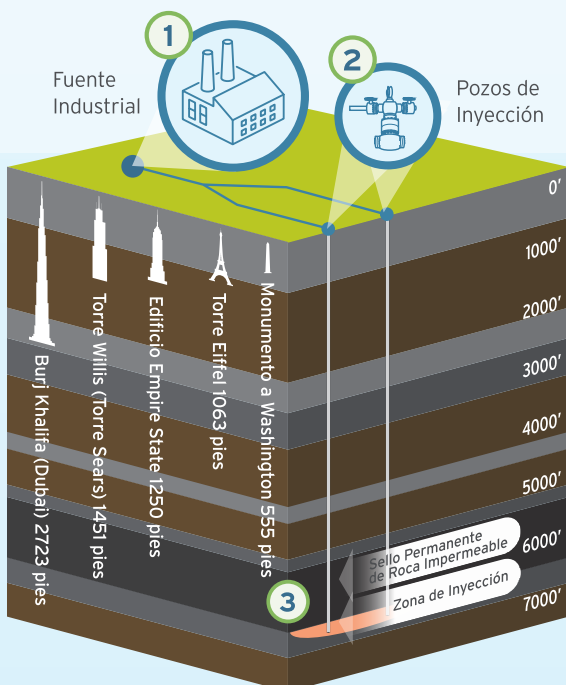 1
Fuente
Industrial
2
Pozos de
Inyección
0'
1000'
2000'
3000'
4000'
5000'
6000'
7000'
Burj Khalifa (Dubai) 2723 pies
Torre Willis (Torre Sears) 1451 pies
Edificio Empire State 1250 pies
Torre Eiffel 1063 pies
Monumento a Washington 555 pies
Sello Permanente
de Roca Impermeable
3
Zona de Inyección